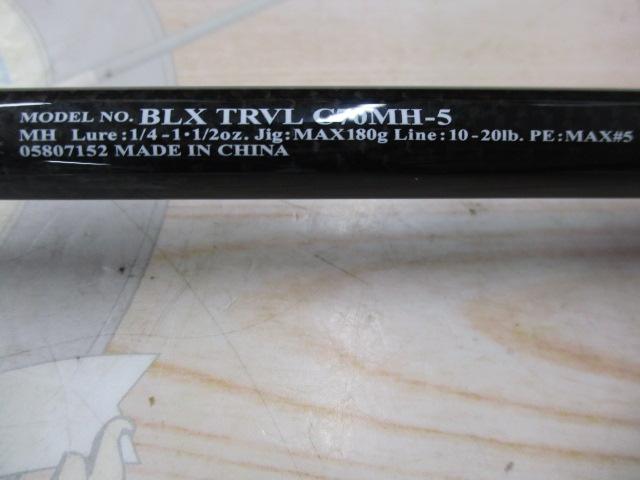 MODEL NO. BLX TRVL C70MH-5
MH Lure:1/4-1･1/2oz. Jig:MAX180g Line:10-20lb. PE:MAX#5
05807152 MADE IN CHINA